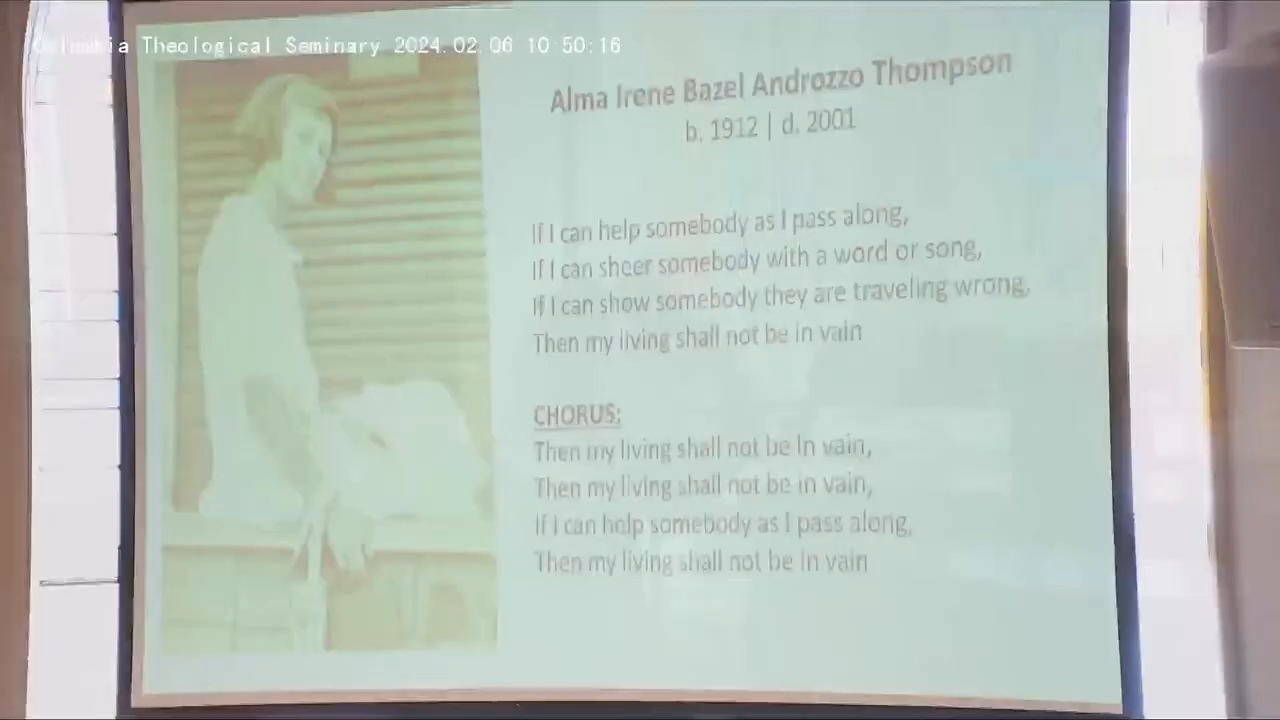 Columbia Theological Seminary 2024.02.06 10:50:16
Alma Irene Bazel Androzzo Thompson
b. 1912 | d. 2001
If I can help somebody as I pass along,
If I can sheer somebody with a word or song,
If I can show somebody they are traveling wrong,
Then my living shall not be in vain
CHORUS:
Then my living shall not be in vain,
Then my living shall not be in vain,
If I can help somebody as I pass along,
Then my living shall not be in vain